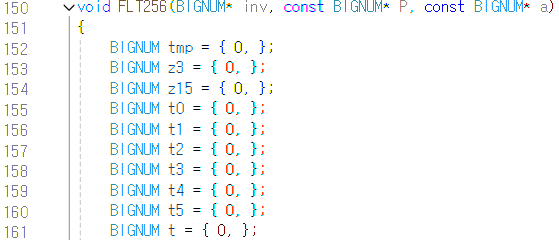 150 void FLT256(BIGNUM* inv, const BIGNUM* P, const BIGNUM* a)
151 {
152 BIGNUM tmp = { 0, };
153 BIGNUM z3 = { 0, };
154 BIGNUM z15 = { 0, };
155 BIGNUM t0 = { 0, };
156 BIGNUM t1 = { 0, };
157 BIGNUM t2 = { 0, };
158 BIGNUM t3 = { 0, };
159 BIGNUM t4 = { 0, };
160 BIGNUM t5 = { 0, };
161 BIGNUM t = { 0, };